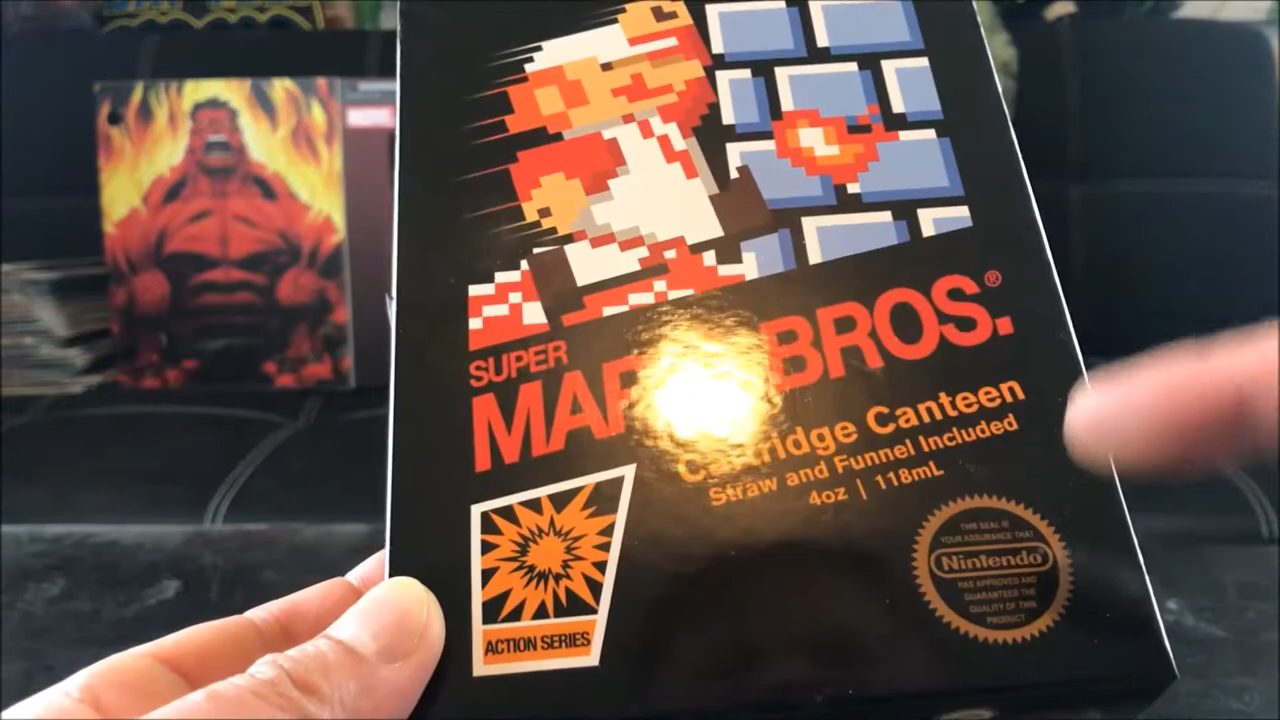 SUPER
BROS.®
Canteen
Straw and Funnel Included
4oz | 118mL
ACTION SERIES
THIS SEAL IS
YOUR ASSURANCE THAT
Nintendo®
HAS APPROVED AND
GUARANTEED THE
QUALITY OF THIS
PRODUCT